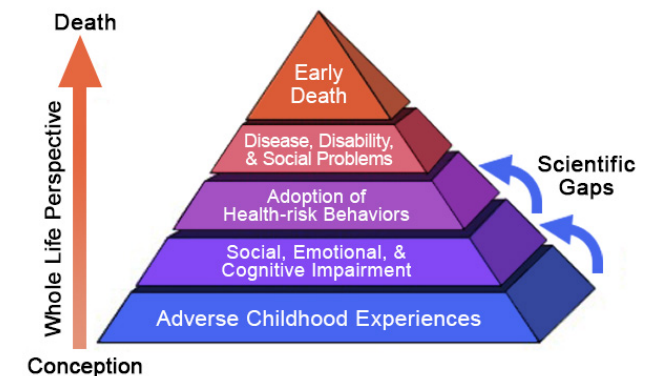 Death
Whole Life Perspective
Conception
Early
Death
Disease, Disability,
& Social Problems
Adoption of
Health-risk Behaviors
Social, Emotional, &
Cognitive Impairment
Adverse Childhood Experiences
Scientific
Gaps